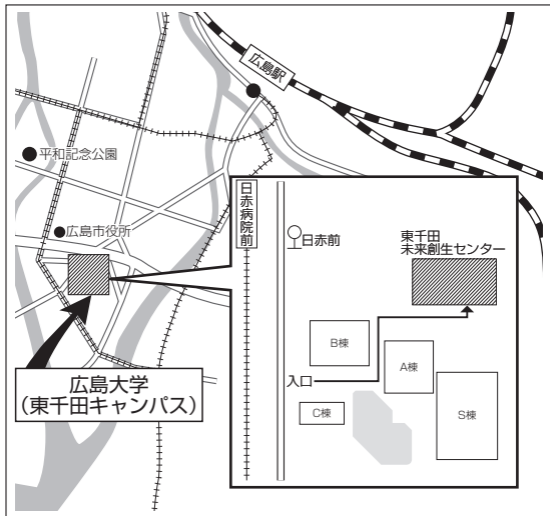 広島駅
平和記念公園
広島市役所
広島大学
(東千田キャンパス)
日赤病院前
日赤前
東千田
未来創生センター
B棟
A棟
入口
C棟
S棟